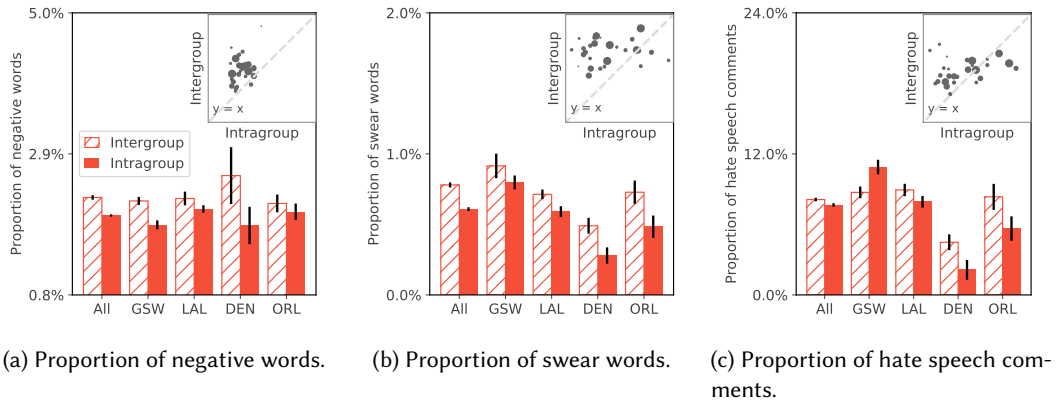 5.0%
2.9%
0.8%
Proportion of negative words
Intergroup
y = x
Intragroup
Intergroup
Intragroup
All GSW LAL DEN ORL
(a) Proportion of negative words.
2.0%
1.0%
0.0%
Proportion of swear words
Intergroup
y = x
Intragroup
All GSW LAL DEN ORL
(b) Proportion of swear words.
24.0%
12.0%
0.0%
Proportion of hate speech comments
Intergroup
y = x
Intragroup
All GSW LAL DEN ORL
(c) Proportion of hate speech com-
ments.